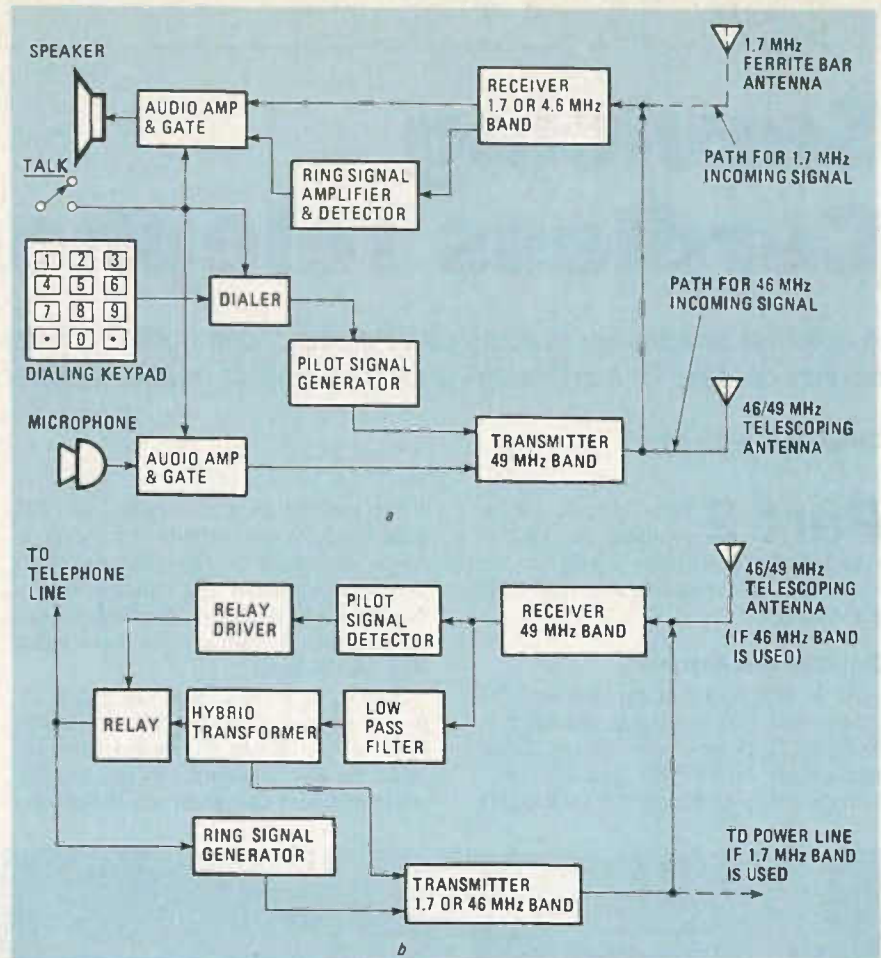 SPEAKER
AUDIO AMP
& GATE
RECEIVER
1.7 OR 4.6 MHz
BAND
1.7 MHz
FERRITE BAR
ANTENNA
TALK
RING SIGNAL
AMPLIFIER
& DETECTOR
PATH FOR 1.7 MHz
INCOMING SIGNAL
1 2 3
4 5 6
7 8 9
• 0 •
DIALING KEYPAD
DIALER
PILOT SIGNAL
GENERATOR
PATH FOR 46 MHz
INCOMING SIGNAL
MICROPHONE
AUDIO AMP
& GATE
TRANSMITTER
49 MHz BAND
46/49 MHz
TELESCOPING
ANTENNA
a
TO
TELEPHONE
LINE
RELAY
DRIVER
PILOT
SIGNAL
DETECTOR
RECEIVER
49 MHz BAND
46/49 MHz
TELESCOPING
ANTENNA
(IF 46 MHz BAND
IS USED)
RELAY
HYBRID
TRANSFORMER
LOW
PASS
FILTER
RING SIGNAL
GENERATOR
TRANSMITTER
1.7 OR 46 MHz BAND
TO POWER LINE
IF 1.7 MHz BAND
IS USED
b